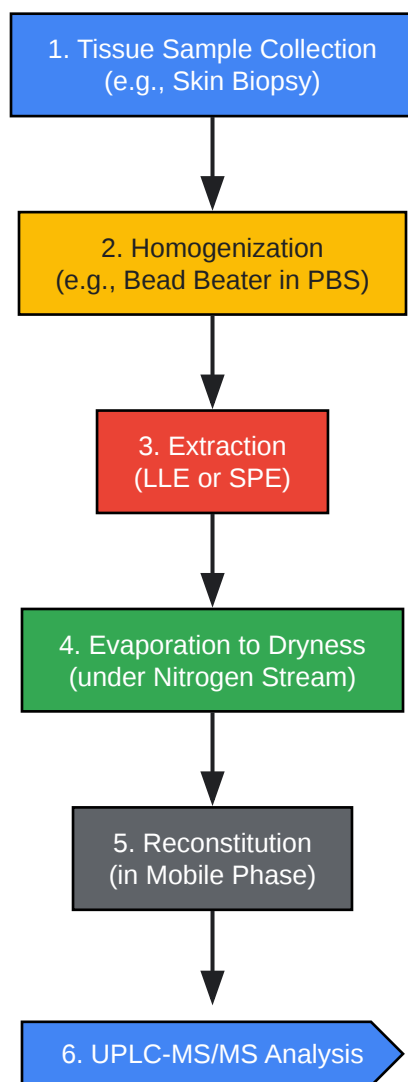 1. Tissue Sample Collection
(e.g., Skin Biopsy)
2. Homogenization
(e.g., Bead Beater in PBS)
3. Extraction
(LLE or SPE)
4. Evaporation to Dryness
(under Nitrogen Stream)
5. Reconstitution
(in Mobile Phase)
6. UPLC-MS/MS Analysis